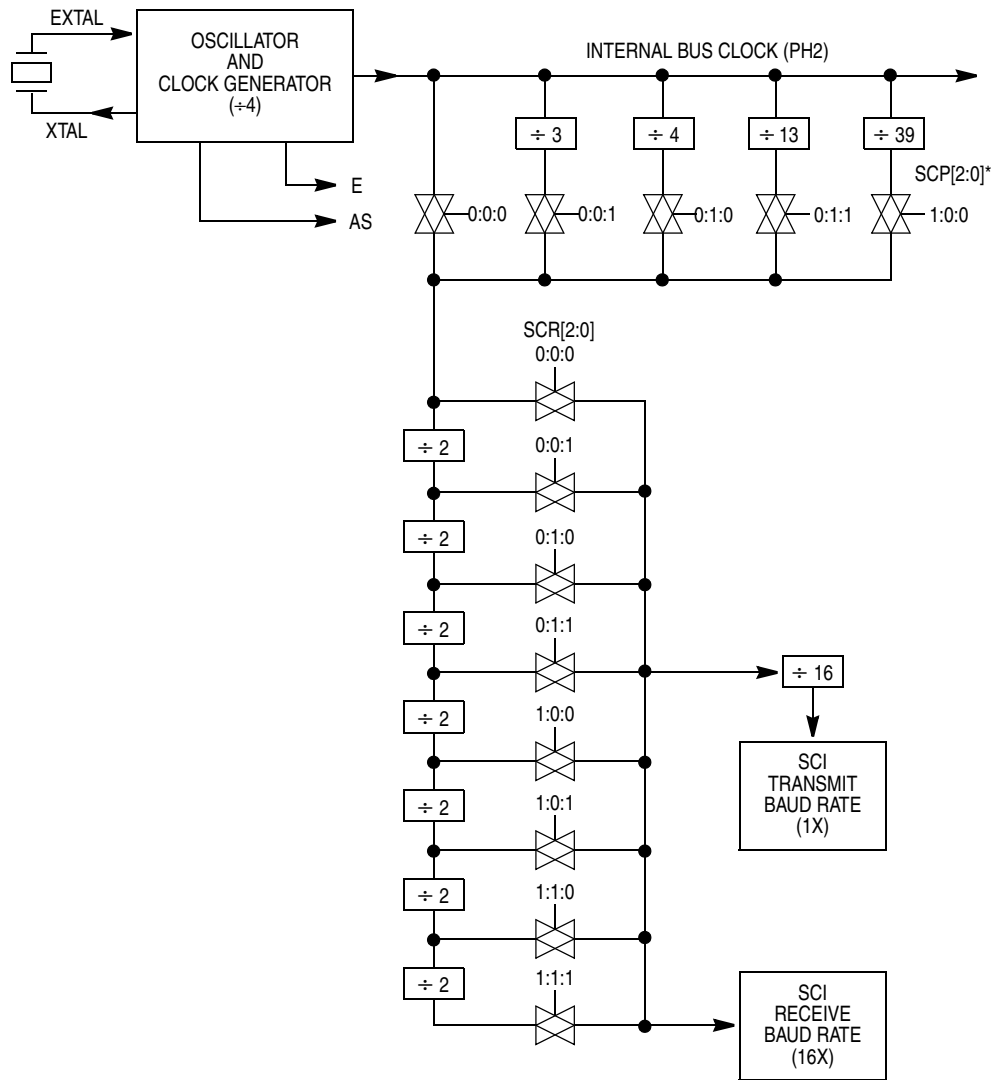 EXTAL
XTAL
OSCILLATOR
AND
CLOCK GENERATOR
(÷4)
E
AS
INTERNAL BUS CLOCK (PH2)
÷ 3
÷ 4
÷ 13
÷ 39
SCP[2:0]*
0:0:0
0:0:1
0:1:0
0:1:1
1:0:0
SCR[2:0]
0:0:0
÷ 2
0:0:1
÷ 2
0:1:0
÷ 2
0:1:1
÷ 16
÷ 2
1:0:0
SCI
TRANSMIT
BAUD RATE
(1X)
÷ 2
1:0:1
÷ 2
1:1:0
÷ 2
1:1:1
SCI
RECEIVE
BAUD RATE
(16X)